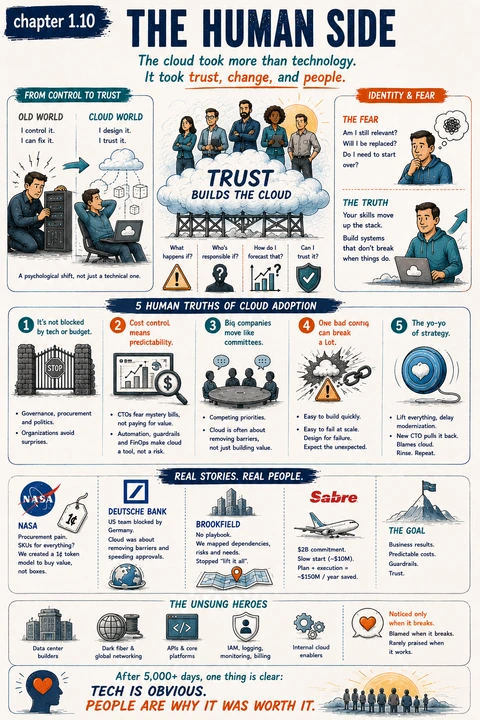 chapter 1.10
THE HUMAN SIDE
The cloud took more than technology.
It took trust, change, and people.
FROM CONTROL TO TRUST
OLD WORLD
I control it.
I can fix it.
CLOUD WORLD
I design it.
I trust it.
A psychological shift, not just a technical one.
TRUST
BUILDS THE CLOUD
What
happens if?
Who's
responsible if?
How do I
forecast that?
Can I
trust it?
IDENTITY & FEAR
THE FEAR
Am I still relevant?
Will I be replaced?
Do I need to start
over?
THE TRUTH
Your skills move
up the stack.
Build systems
that don't break
when things do.
5 HUMAN TRUTHS OF CLOUD ADOPTION
1
It's not blocked
by tech or budget.
STOP
• Governance, procurement
and politics.
• Organizations avoid
surprises.
2
Cost control
means
predictability.
$
• CTOs fear mystery bills,
not paying for value.
• Automation, guardrails
and FinOps make cloud
a tool, not a risk.
3
Big companies
move like
committees.
• Competing priorities.
• Cloud is often about
removing barriers,
not just building value.
4
One bad config
can break
a lot.
• Easy to build quickly.
• Easy to fail at scale.
Design for failure.
Expect the unexpected.
5
The yo-yo
of strategy.
• Lift everything, delay
modernization.
• New CTO pulls it back.
Blames cloud.
Rinse. Repeat.
REAL STORIES. REAL PEOPLE.
NASA
1¢
NASA
Procurement pain.
SKUs for everything?
We created a 1¢ token
model to buy value,
not boxes.
DEUTSCHE BANK
US team blocked by
Germany.
Cloud was about
removing barriers and
speeding approvals.
BROOKFIELD
No playbook.
We mapped dependencies,
risks and needs.
Stopped "lift it all".
Sabre
$2B commitment.
Slow start (~$10M).
Plan + execution =
~$150M / year saved.
THE GOAL
Business results.
Predictable costs.
Guardrails.
Trust.
THE UNSUNG HEROES
Data center
builders
Dark fiber &
global networking
APIs & core
platforms
IAM, logging,
monitoring, billing
Internal cloud
enablers
Noticed only
when it breaks.
Blamed when it breaks.
Rarely praised when
it works.
After 5,000+ days, one thing is clear:
TECH IS OBVIOUS.
PEOPLE ARE WHY IT WAS WORTH IT.